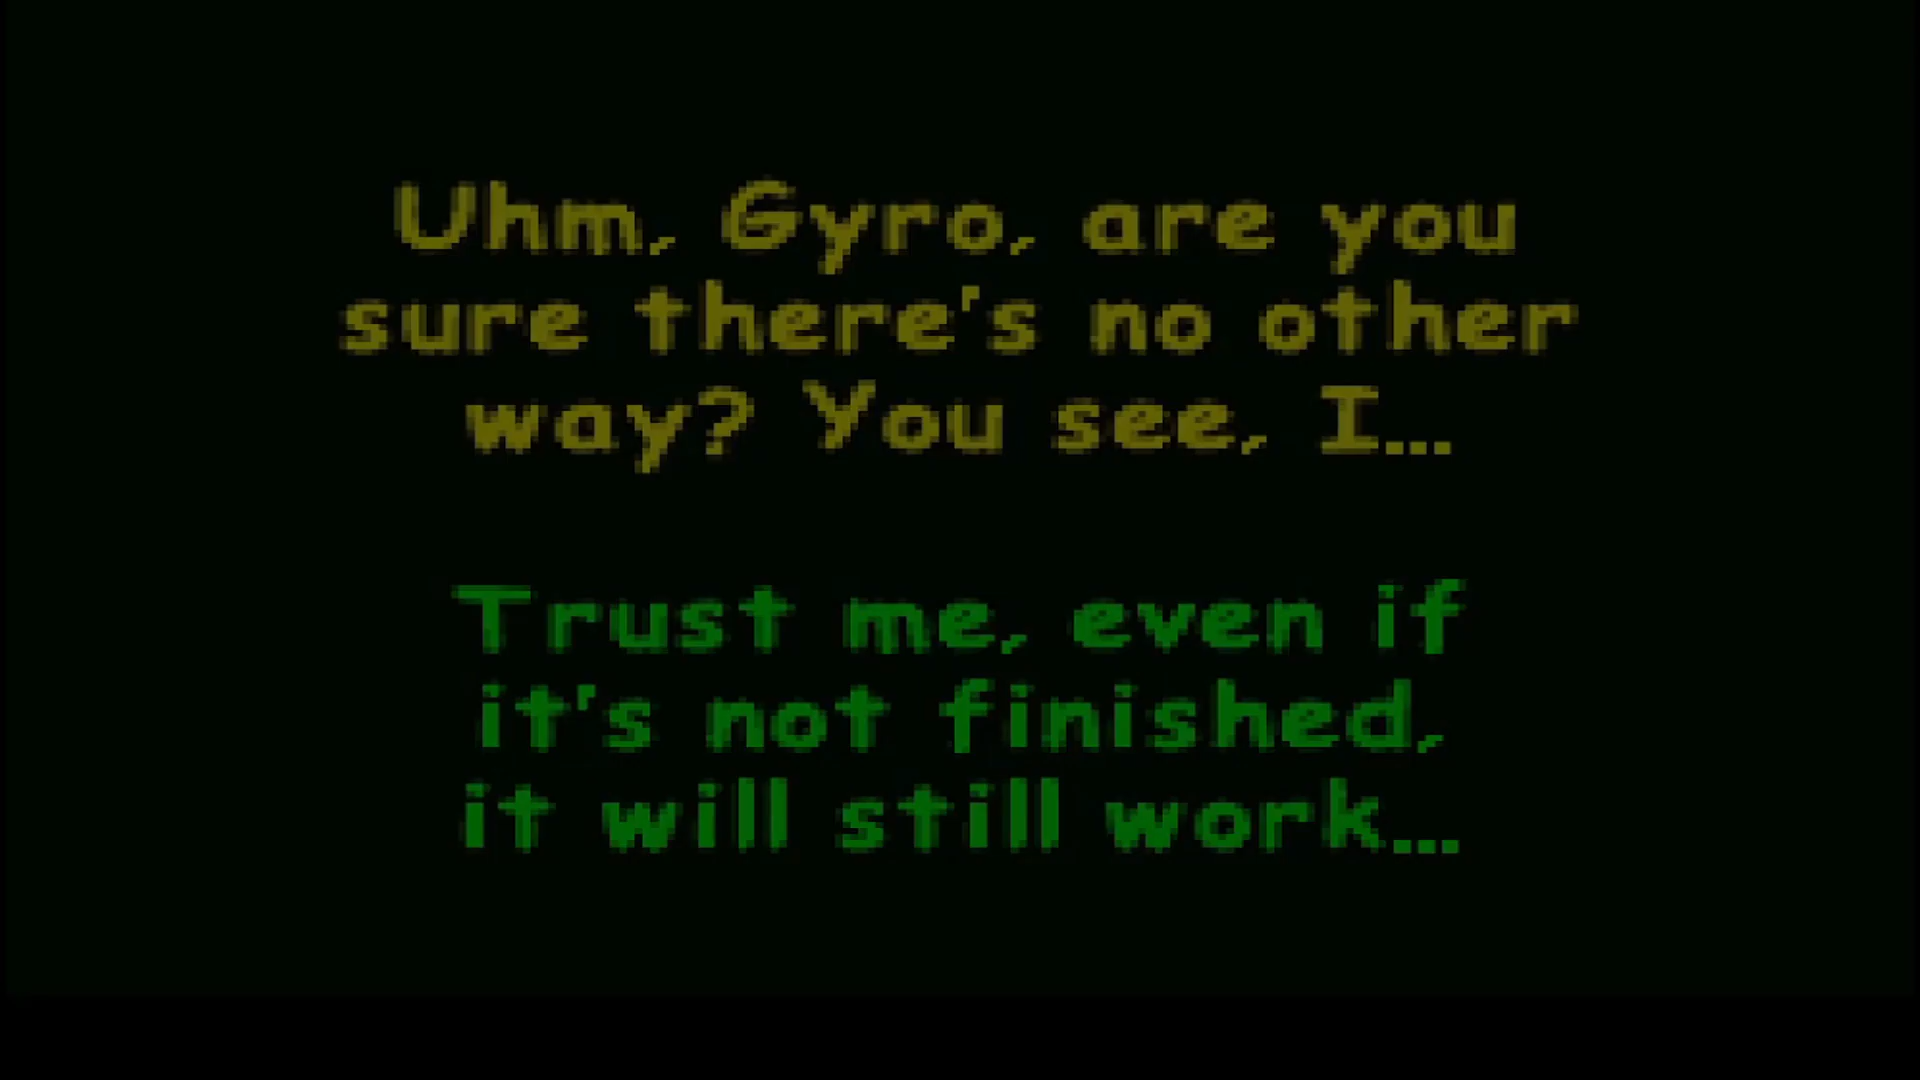 Uhm, Gyro, are you
sure there's no other
way? You see, I...
Trust me, even if
it's not finished,
it will still work...